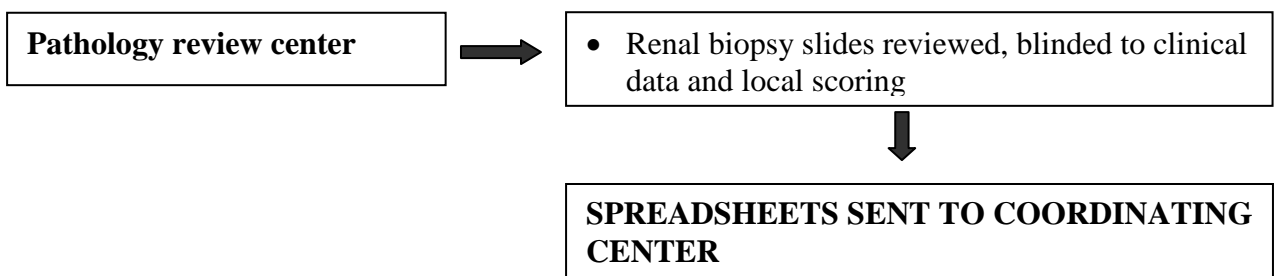 Pathology review center
• Renal biopsy slides reviewed, blinded to clinical
data and local scoring
SPREADSHEETS SENT TO COORDINATING
CENTER